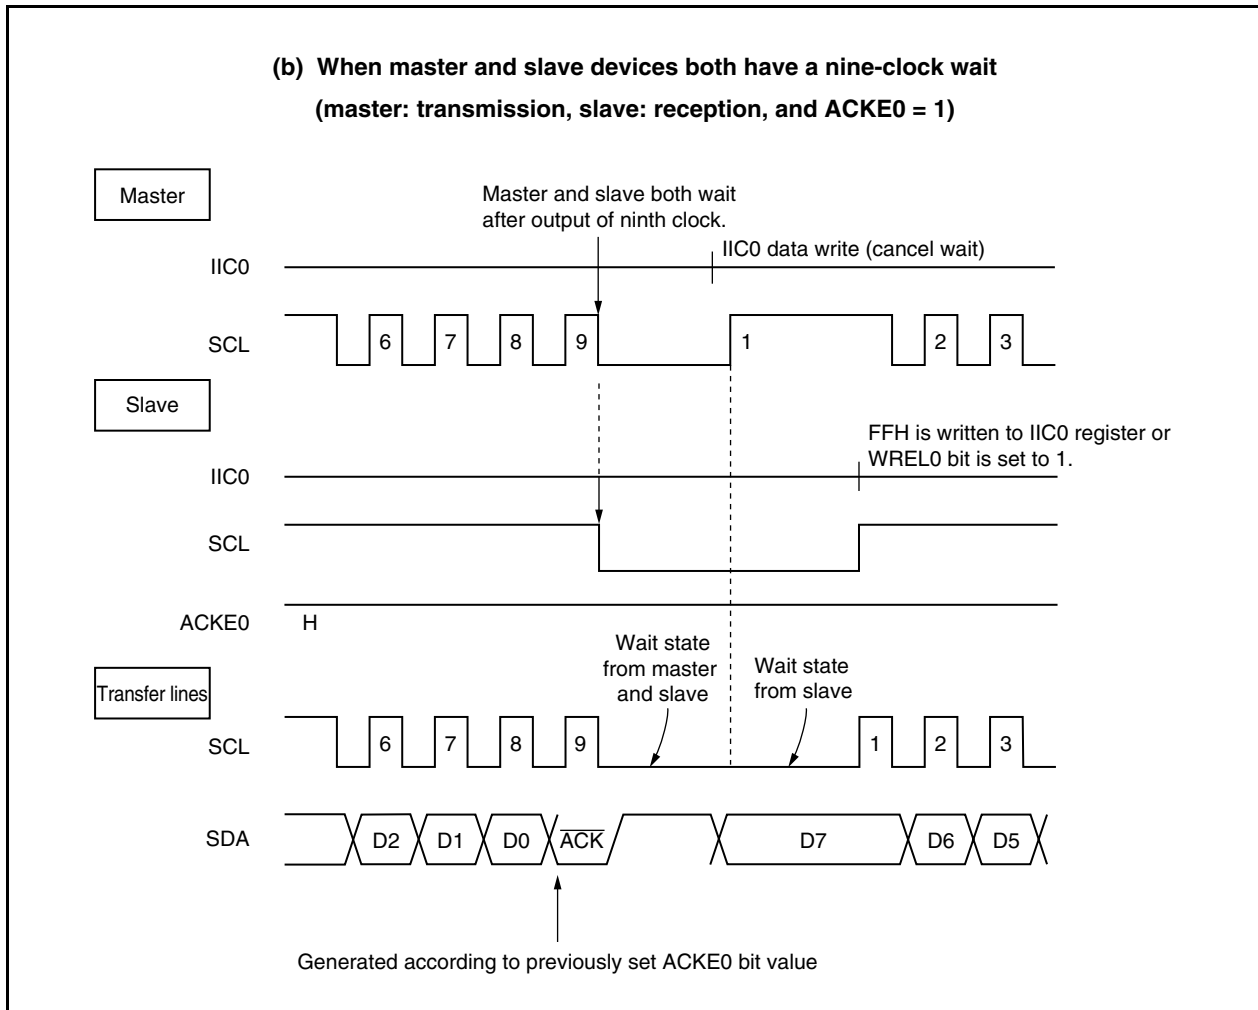 (b) When master and slave devices both have a nine-clock wait
(master: transmission, slave: reception, and ACKE0 = 1)
Master
Master and slave both wait
after output of ninth clock.
IIC0 data write (cancel wait)
IIC0
SCL
6 7 8 9 1 2 3
Slave
FFH is written to IIC0 register or
WREL0 bit is set to 1.
IIC0
SCL
ACKE0 H
Wait state
from master
and slave
Wait state
from slave
Transfer lines
SCL
6 7 8 9 1 2 3
SDA
D2 D1 D0 A̅C̅K̅ D7 D6 D5
Generated according to previously set ACKE0 bit value